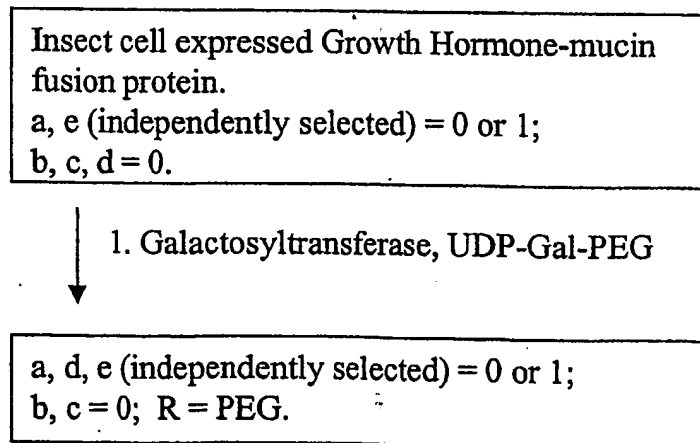 Insect cell expressed Growth Hormone-mucin
fusion protein.
a, e (independently selected) = 0 or 1;
b, c, d = 0.
1. Galactosyltransferase, UDP-Gal-PEG
a, d, e (independently selected) = 0 or 1;
b, c = 0; R = PEG.